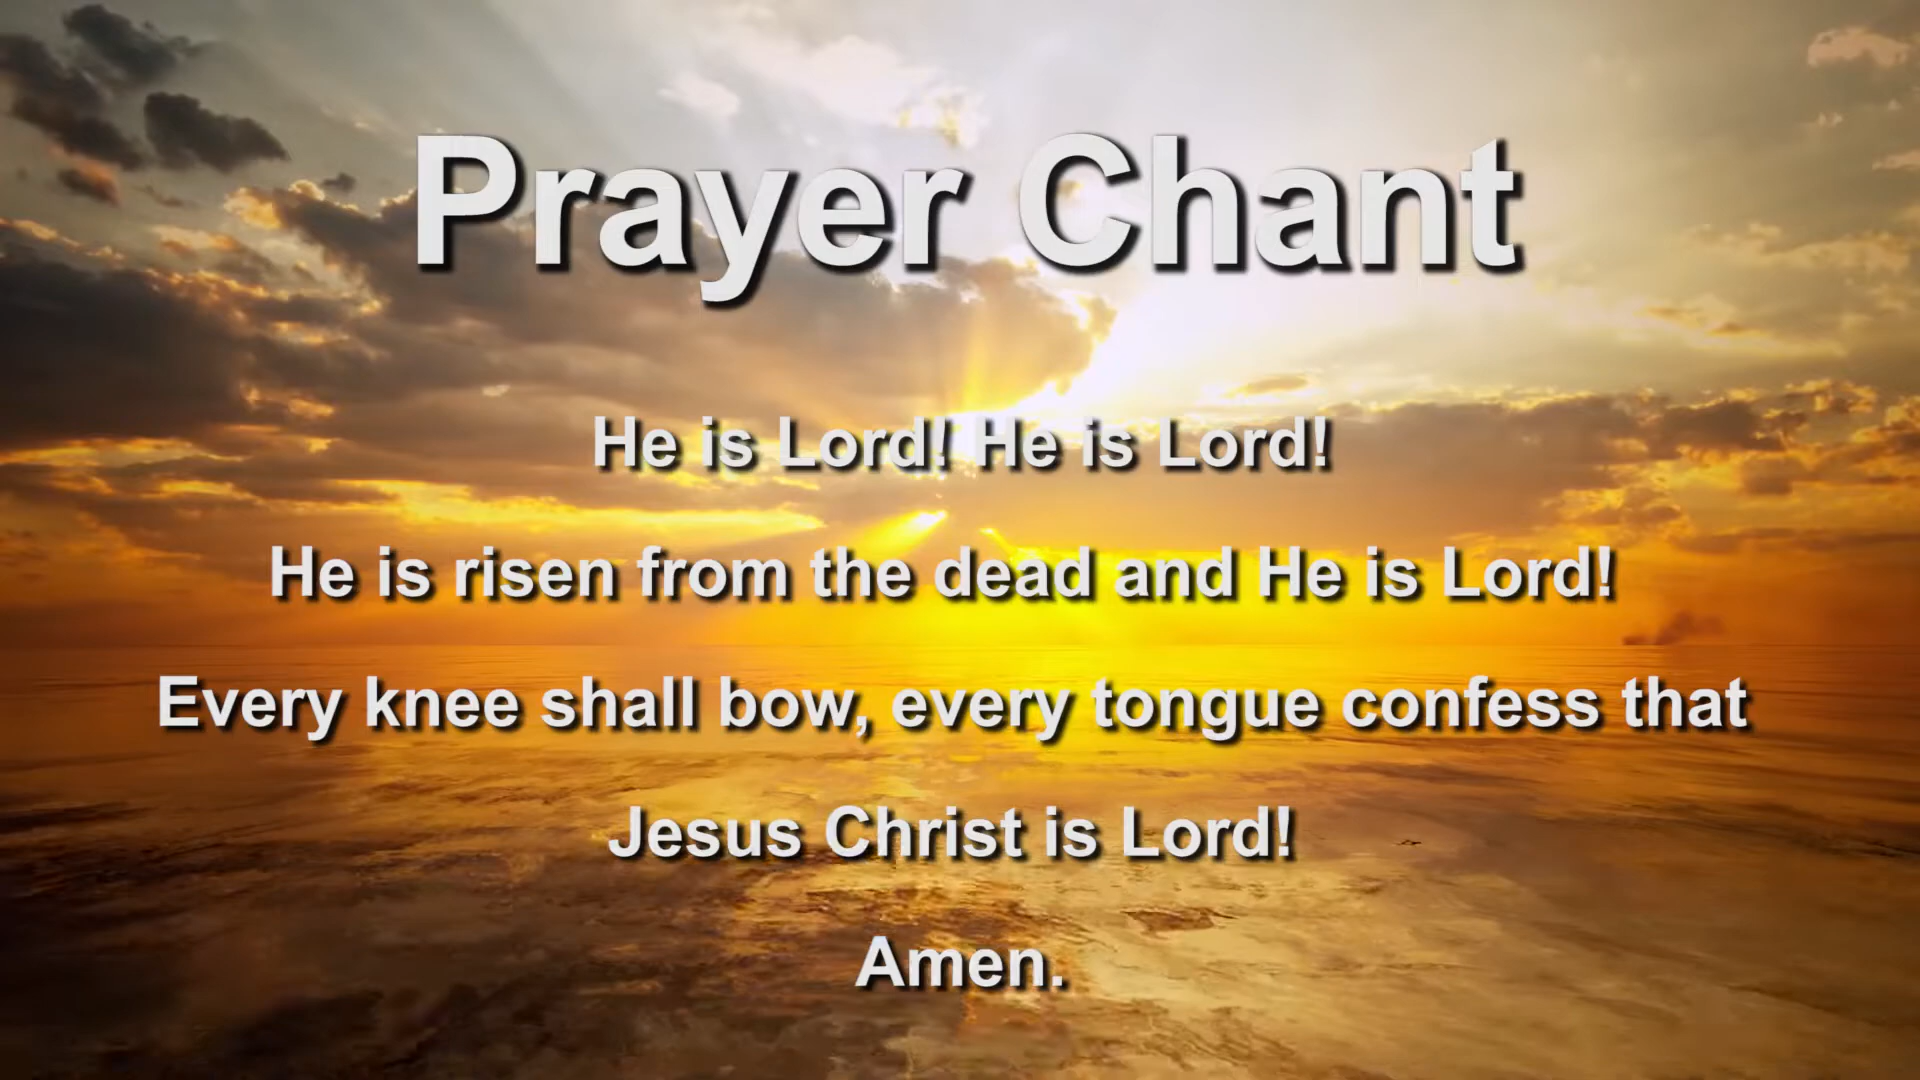 Prayer Chant
He is Lord! He is Lord!
He is risen from the dead and He is Lord!
Every knee shall bow, every tongue confess that
Jesus Christ is Lord!
Amen.